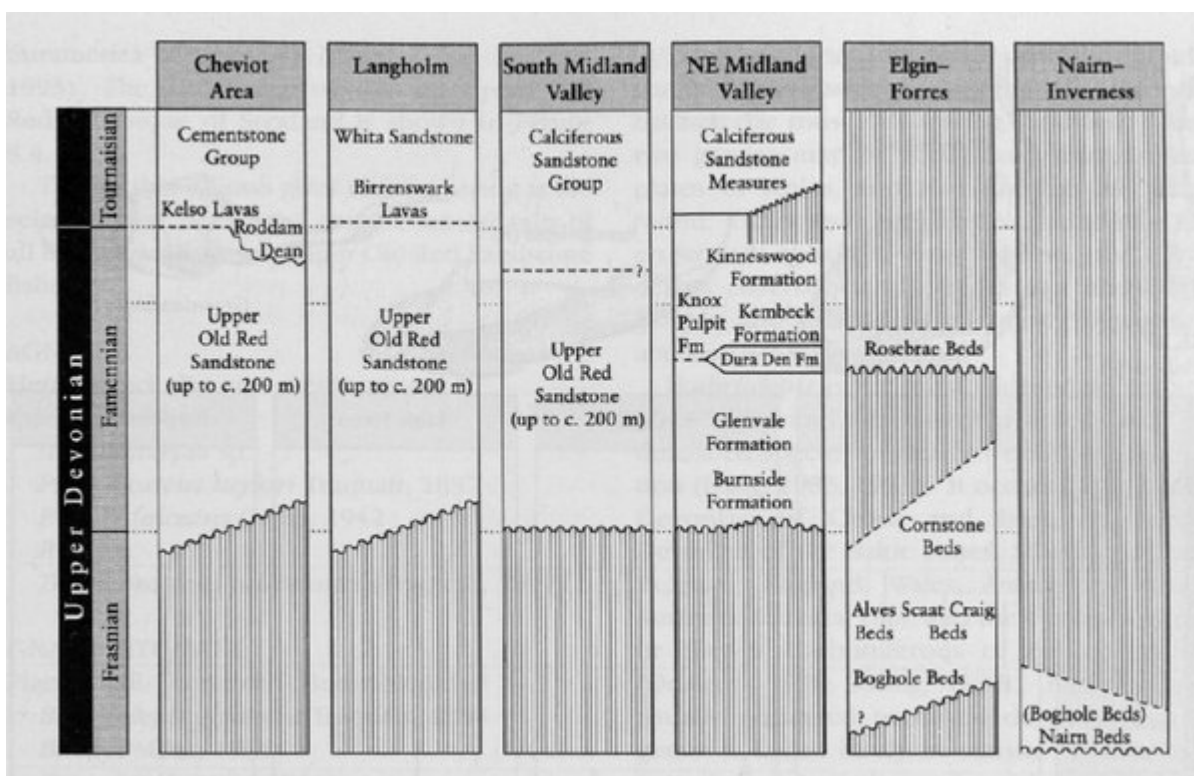 Cheviot
Area
Langholm
South Midland
Valley
NE Midland
Valley
Elgin–
Forres
Nairn–
Inverness
Upper Devonian
Tournaisian
Famennian
Frasnian
Cementstone
Group
Kelso Lavas
Roddam
Dean
Upper
Old Red
Sandstone
(up to c. 200 m)
Whita Sandstone
Birrenswark
Lavas
Upper
Old Red
Sandstone
(up to c. 200 m)
Calciferous
Sandstone
Group
?
Upper
Old Red
Sandstone
(up to c. 200 m)
Calciferous
Sandstone
Measures
Kinnesswood
Formation
Knox
Pulpit
Fm
Kembeck
Formation
Dura Den Fm
Glenvale
Formation
Burnside
Formation
Rosebrae Beds
Cornstone
Beds
Alves Scaat Craig
Beds Beds
Boghole Beds
?
(Boghole Beds)
Nairn Beds